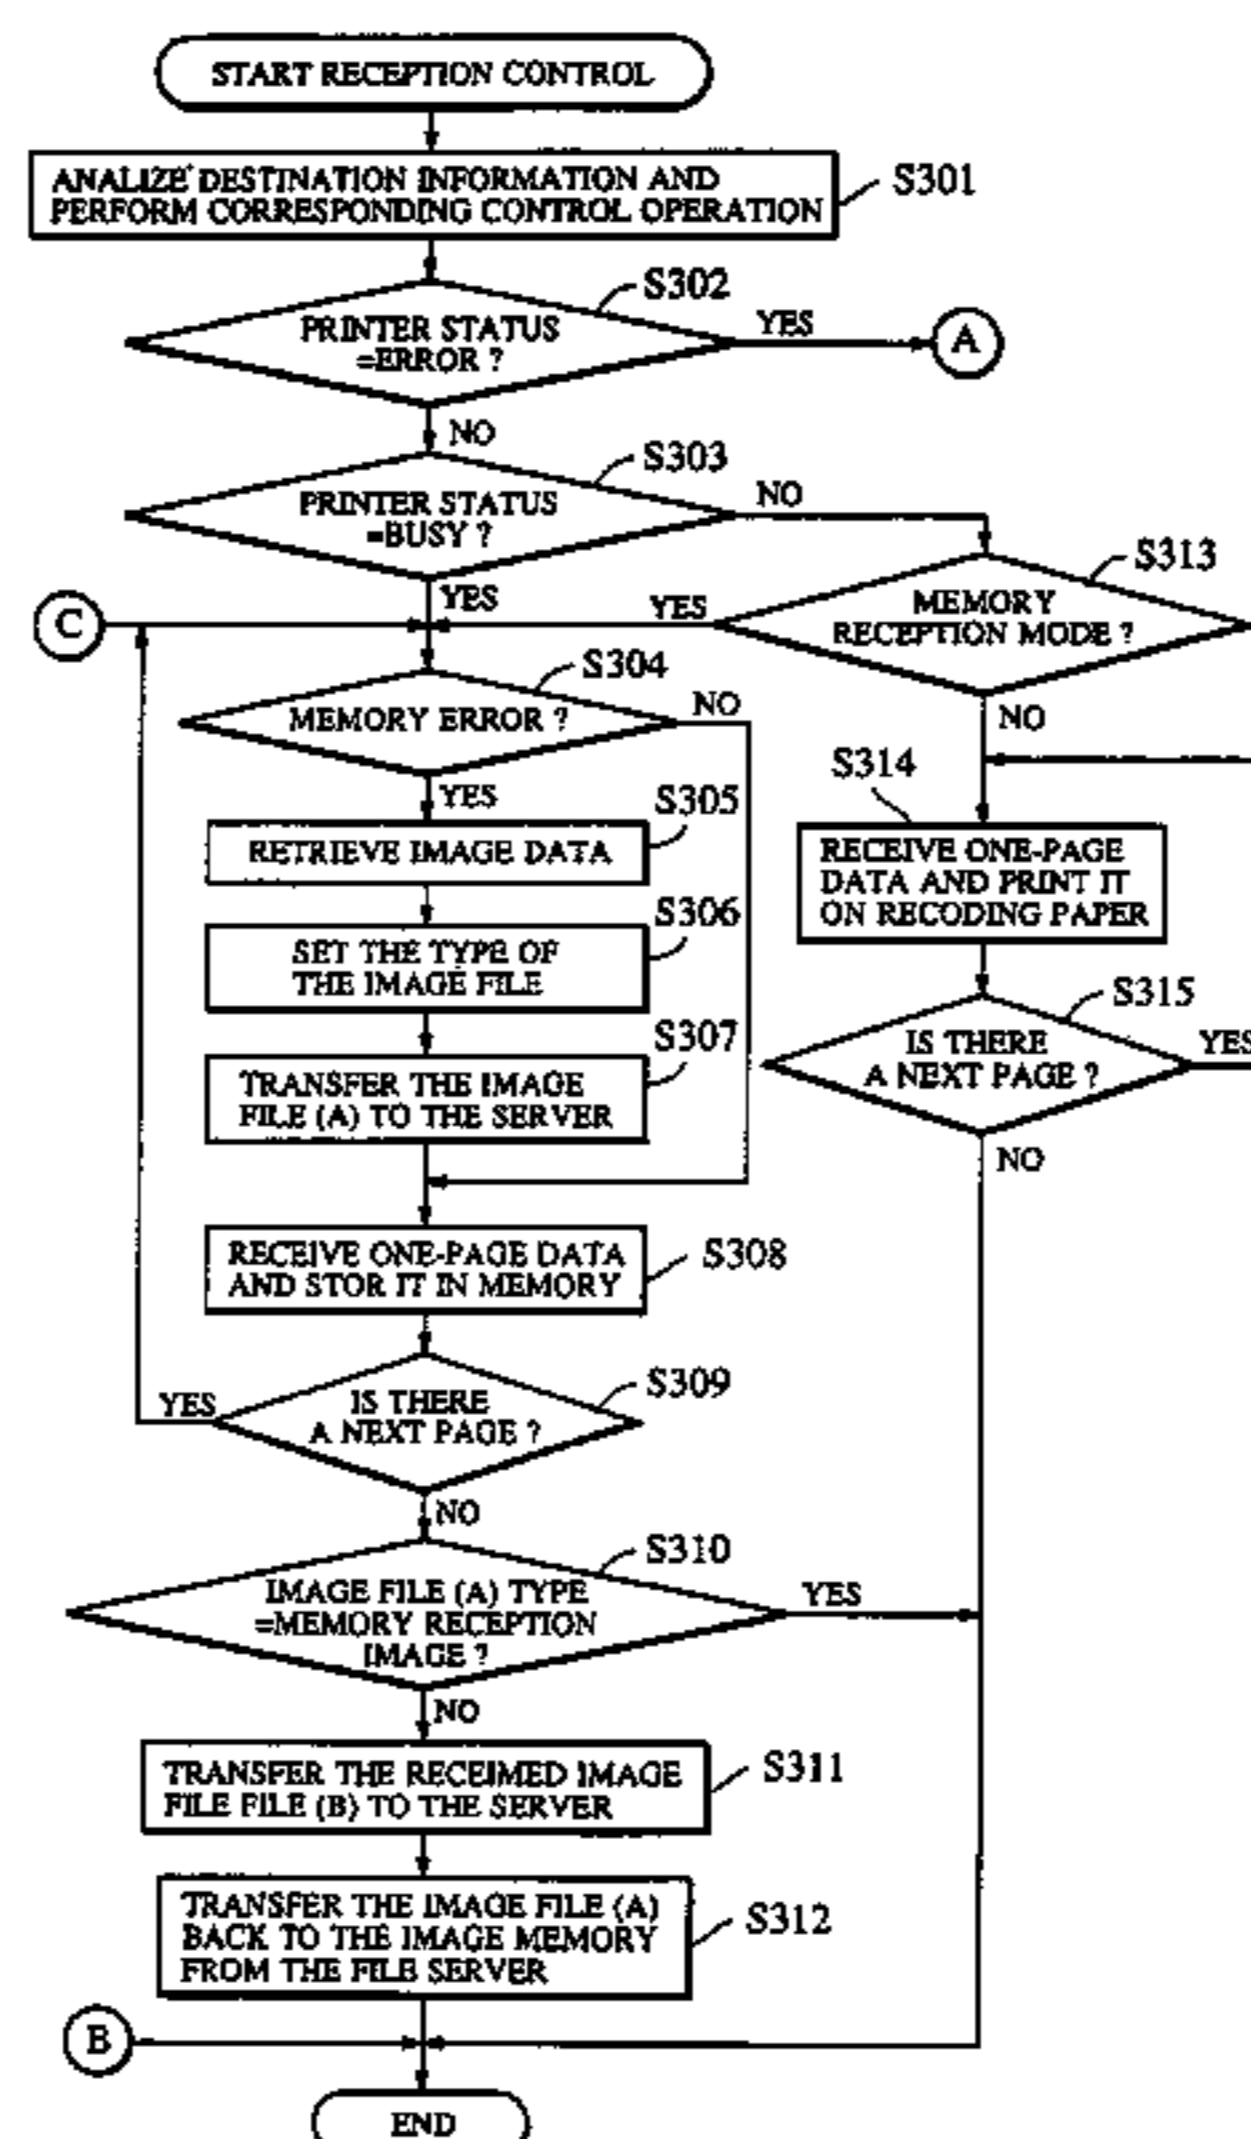 START RECEPTION CONTROL
ANALIZE DESTINATION INFORMATION AND
PERFORM CORRESPONDING CONTROL OPERATION
S301
S302
PRINTER STATUS
=ERROR ?
YES
A
NO
S303
PRINTER STATUS
=BUSY ?
NO
YES
S313
MEMORY
RECEPTION MODE ?
YES
NO
C
S304
MEMORY ERROR ?
NO
YES
S305
RETRIEVE IMAGE DATA
S314
RECEIVE ONE-PAGE
DATA AND PRINT IT
ON RECODING PAPER
S306
SET THE TYPE OF
THE IMAGE FILE
S307
TRANSFER THE IMAGE
FILE (A) TO THE SERVER
S315
IS THERE
A NEXT PAGE ?
YES
NO
S308
RECEIVE ONE-PAGE DATA
AND STOR IT IN MEMORY
S309
IS THERE
A NEXT PAGE ?
YES
NO
S310
IMAGE FILE (A) TYPE
=MEMORY RECEPTION
IMAGE ?
YES
NO
S311
TRANSFER THE RECEIMED IMAGE
FILE FILE (B) TO THE SERVER
S312
TRANSFER THE IMAGE FILE (A)
BACK TO THE IMAGE MEMORY
FROM THE FILE SERVER
B
END